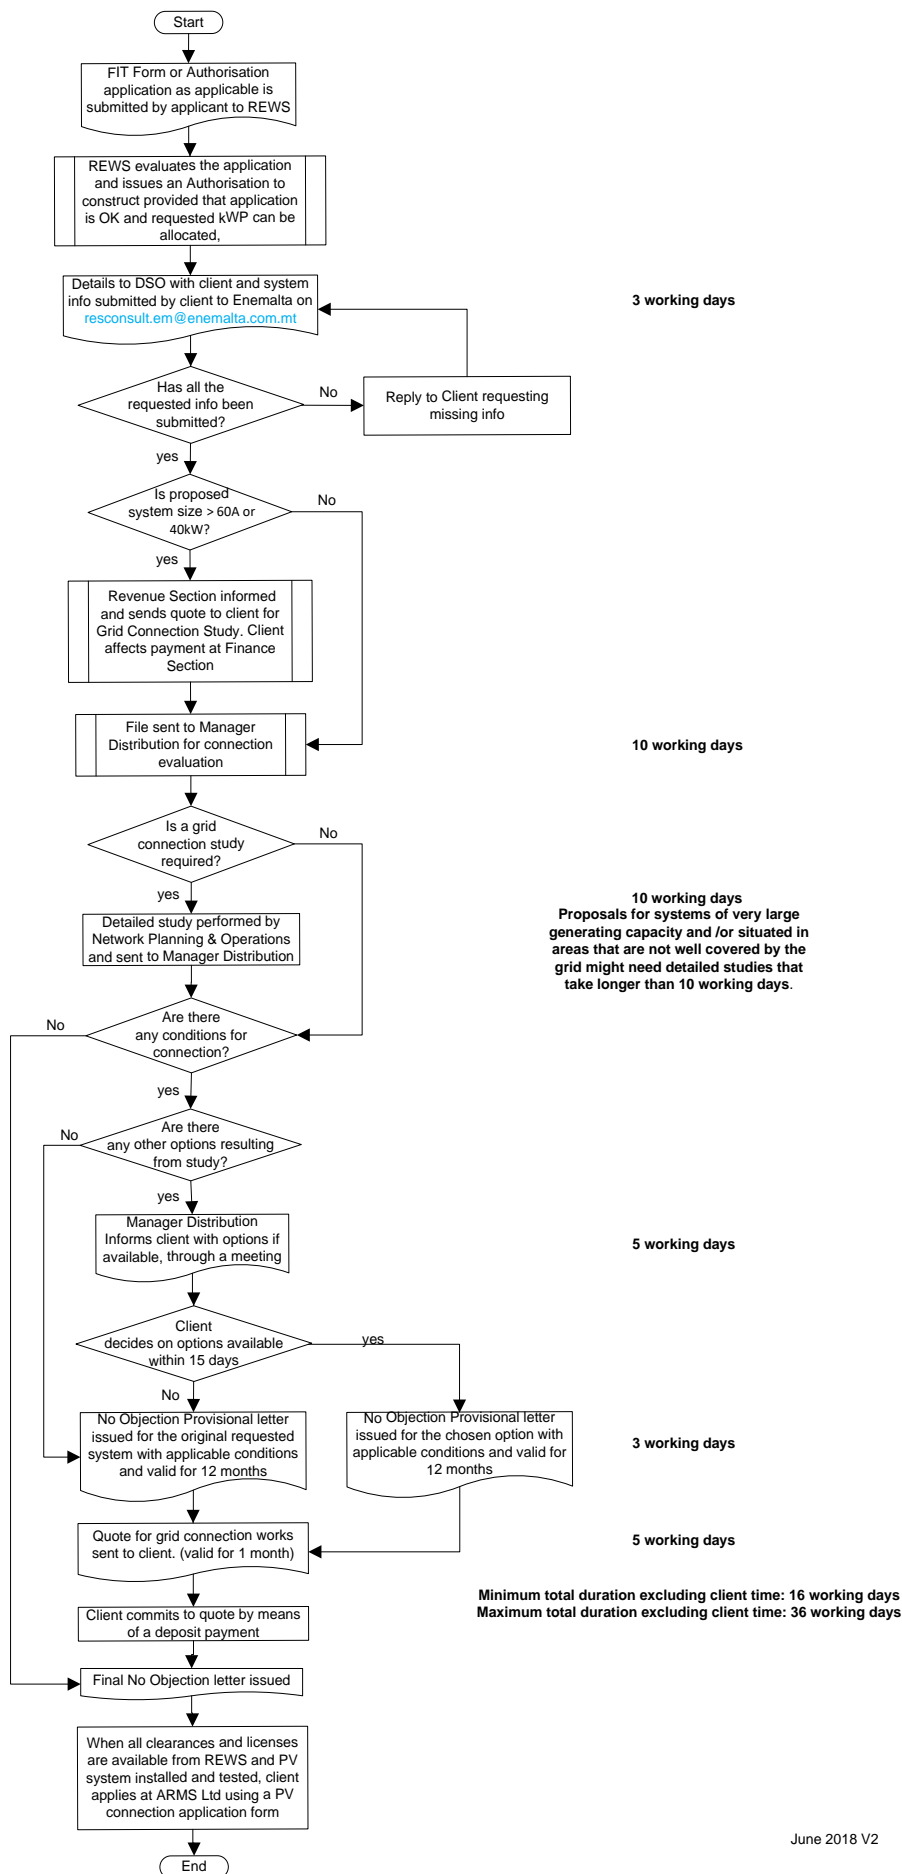 Start
FIT Form or Authorisation
application as applicable is
submitted by applicant to REWS
REWS evaluates the application
and issues an Authorisation to
construct provided that application
is OK and requested kWP can be
allocated,
Details to DSO with client and system
info submitted by client to Enemalta on
resconsult.em@enemalta.com.mt
3 working days
Has all the
requested info been
submitted?
No
Reply to Client requesting
missing info
yes
Is proposed
system size > 60A or
40kW?
No
yes
Revenue Section informed
and sends quote to client for
Grid Connection Study. Client
affects payment at Finance
Section
File sent to Manager
Distribution for connection
evaluation
10 working days
Is a grid
connection study
required?
No
yes
Detailed study performed by
Network Planning & Operations
and sent to Manager Distribution
10 working days
Proposals for systems of very large
generating capacity and /or situated in
areas that are not well covered by the
grid might need detailed studies that
take longer than 10 working days.
Are there
any conditions for
connection?
No
yes
Are there
any other options resulting
from study?
No
yes
Manager Distribution
Informs client with options if
available, through a meeting
5 working days
Client
decides on options available
within 15 days
yes
No
No Objection Provisional letter
issued for the original requested
system with applicable conditions
and valid for 12 months
No Objection Provisional letter
issued for the chosen option with
applicable conditions and valid for
12 months
3 working days
Quote for grid connection works
sent to client. (valid for 1 month)
5 working days
Minimum total duration excluding client time: 16 working days
Maximum total duration excluding client time: 36 working days
Client commits to quote by means
of a deposit payment
Final No Objection letter issued
When all clearances and licenses
are available from REWS and PV
system installed and tested, client
applies at ARMS Ltd using a PV
connection application form
End
June 2018 V2